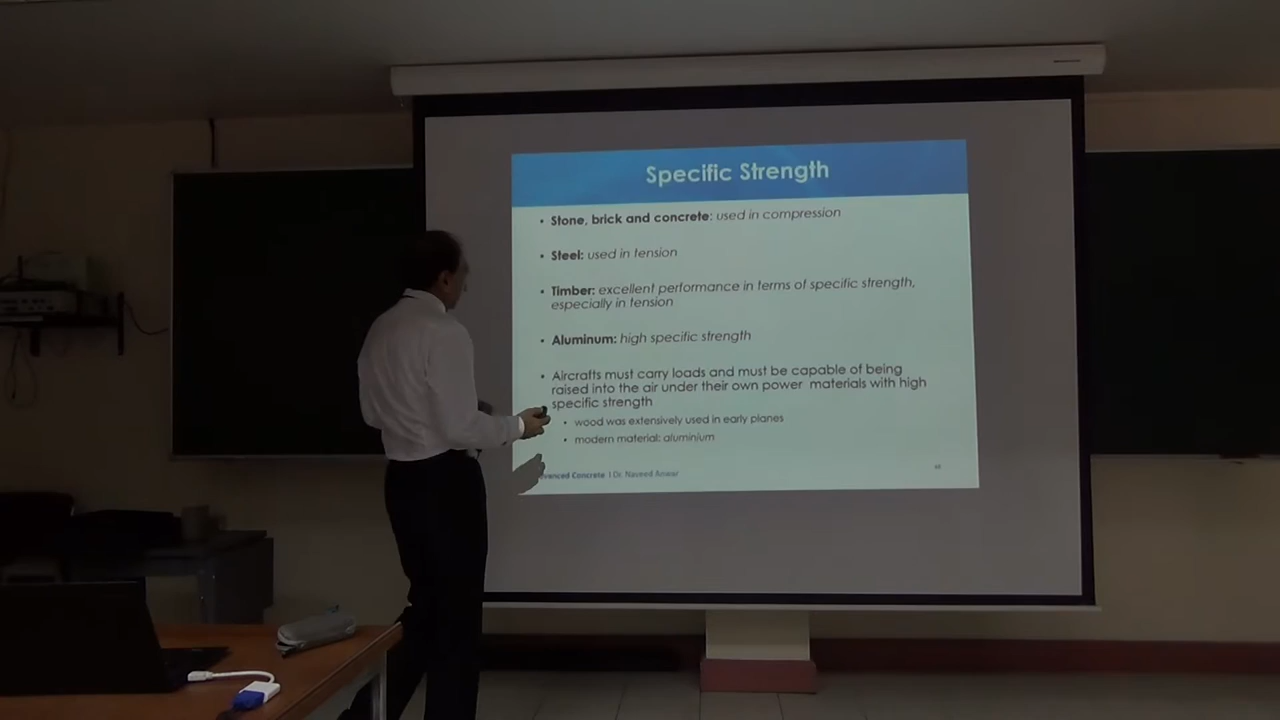 Specific Strength
• Stone, brick and concrete: used in compression
• Steel: used in tension
• Timber: excellent performance in terms of specific strength,
especially in tension
• Aluminum: high specific strength
• Aircrafts must carry loads and must be capable of being
raised into the air under their own power materials with high
specific strength
• wood was extensively used in early planes
• modern material: aluminium
vanced Concrete | Dr. Naveed Anwar